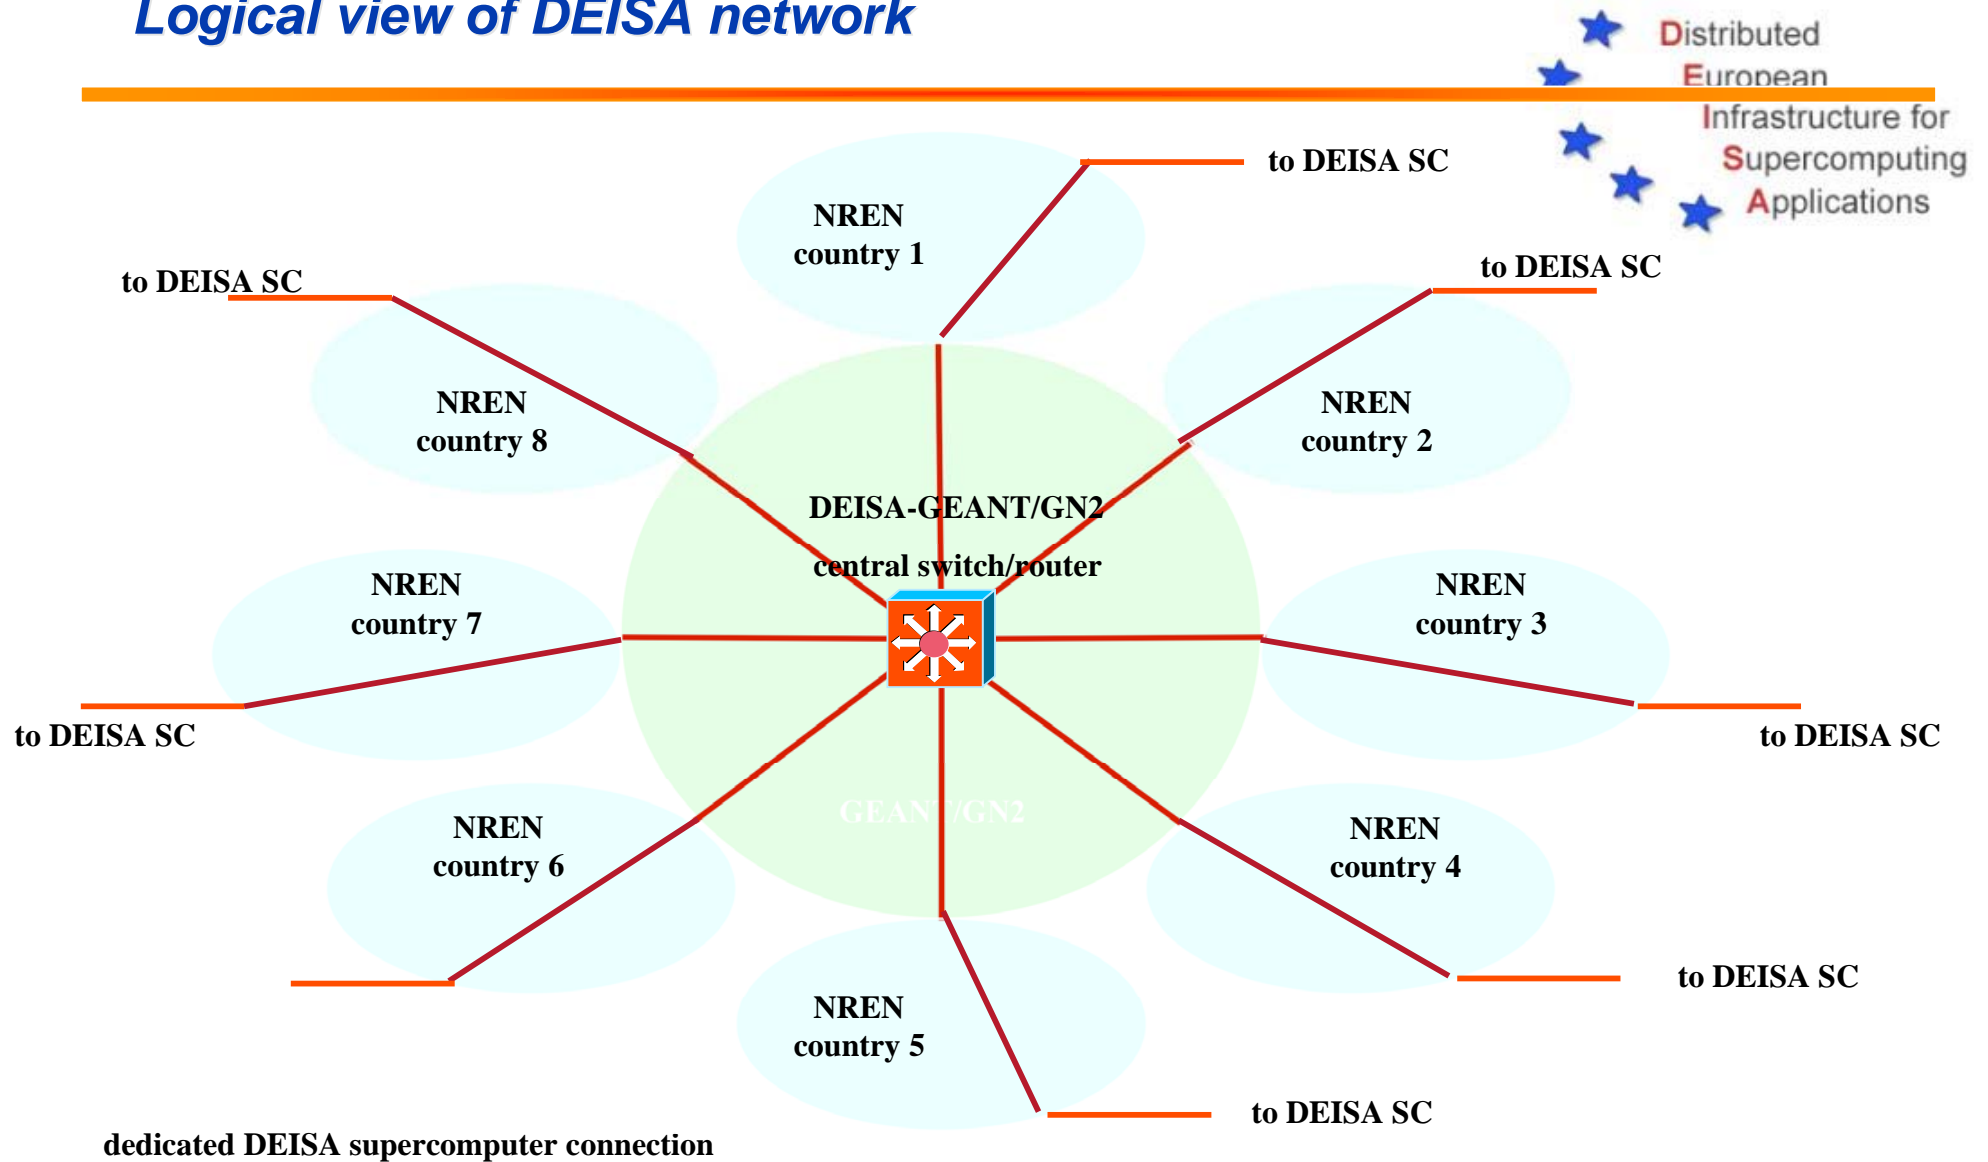 Logical view of DEISA network
Distributed
European
Infrastructure for
Supercomputing
Applications
to DEISA SC
NREN
country 1
to DEISA SC
to DEISA SC
NREN
country 8
NREN
country 2
DEISA-GEANT/GN2
central switch/router
NREN
country 7
NREN
country 3
to DEISA SC
to DEISA SC
GEANT/GN2
NREN
country 6
NREN
country 4
to DEISA SC
NREN
country 5
to DEISA SC
dedicated DEISA supercomputer connection